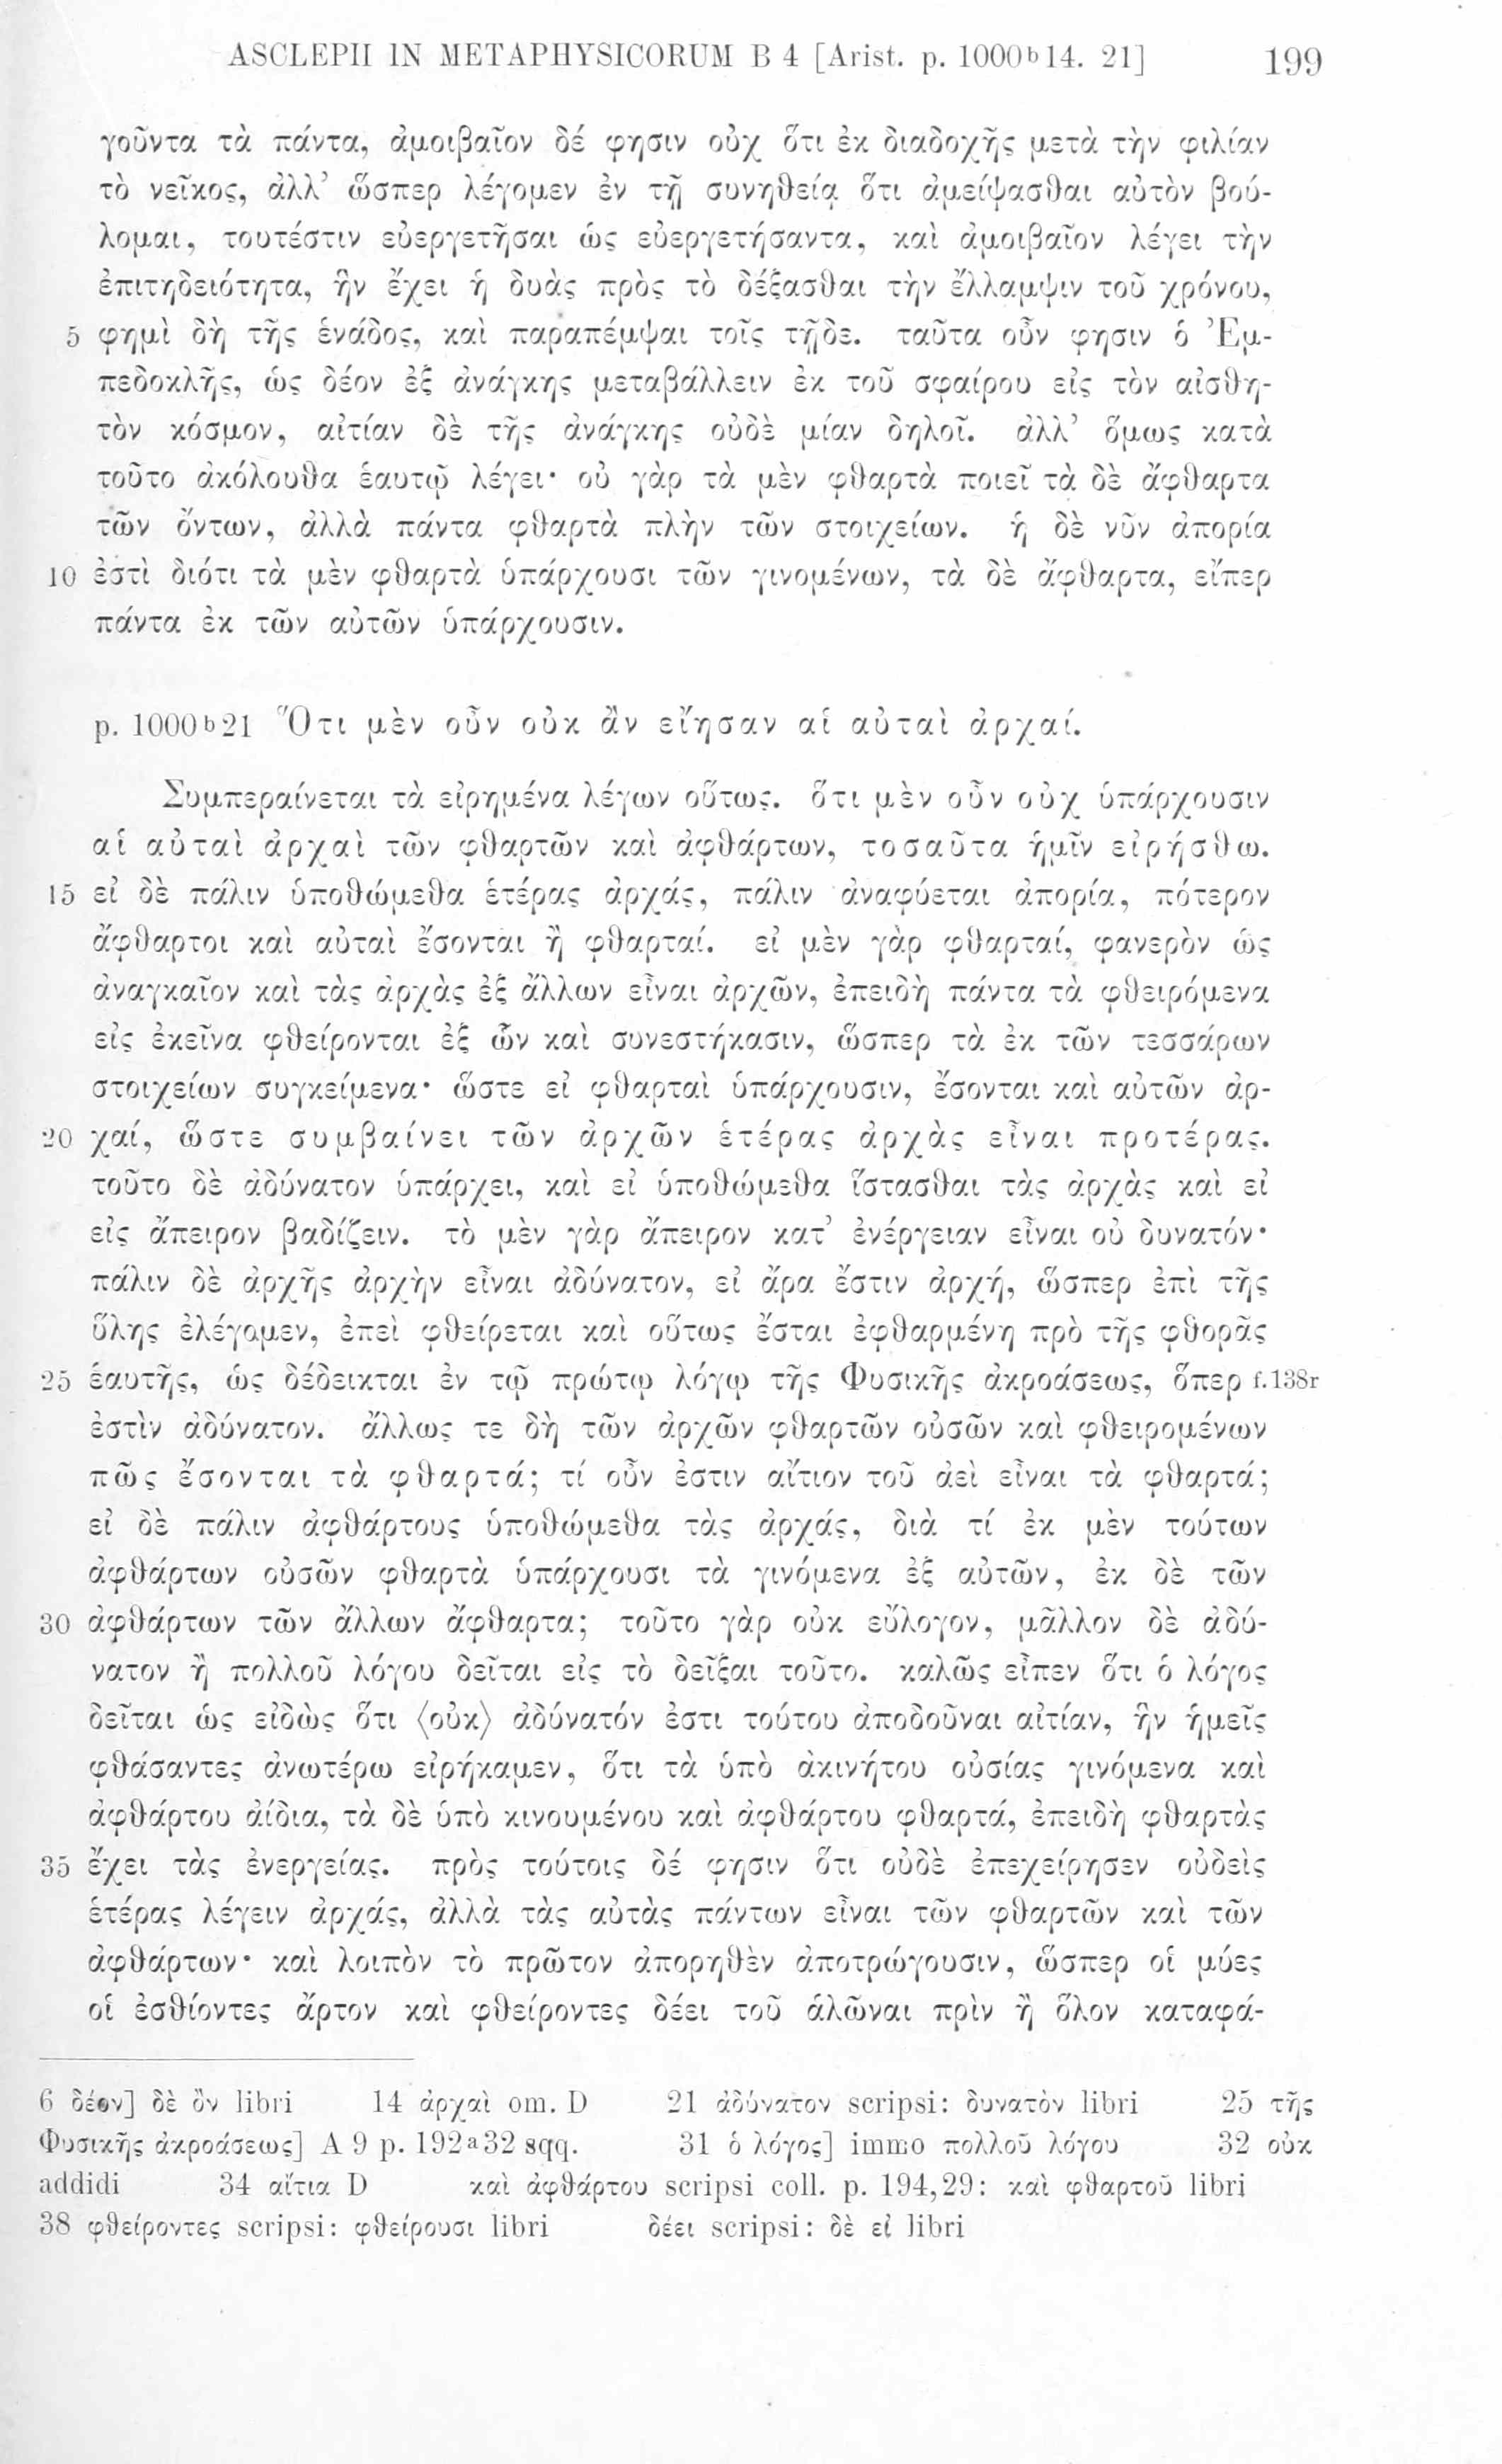 ASCLEPII IN METAPHYSICORUM B 4 [Arist. p. 1000ᵇ14. 21] 199
γοῦντα τὰ πάντα, ἀμοιβαῖον δέ φησιν οὐχ ὅτι ἐκ διαδοχῆς μετὰ τὴν φιλίαν
τὸ νεῖκος, ἀλλ’ ὥσπερ λέγομεν ἐν τῇ συνηθείᾳ ὅτι ἀμείψασθαι αὐτὸν βού-
λομαι, τουτέστιν εὐεργετῆσαι ὡς εὐεργετήσαντα, καὶ ἀμοιβαῖον λέγει τὴν
ἐπιτηδειότητα, ἣν ἔχει ἡ δυὰς πρὸς τὸ δέξασθαι τὴν ἔλλαμψιν τοῦ χρόνου,
5 φημὶ δὴ τῆς ἑνάδος, καὶ παραπέμψαι τοῖς τῇδε. ταῦτα οὖν φησιν ὁ Ἐμ-
πεδοκλῆς, ὡς δέον ἐξ ἀνάγκης μεταβάλλειν ἐκ τοῦ σφαίρου εἰς τὸν αἰσθη-
τὸν κόσμον, αἰτίαν δὲ τῆς ἀνάγκης οὐδὲ μίαν δηλοῖ. ἀλλ’ ὅμως κατὰ
τοῦτο ἀκόλουθα ἑαυτῷ λέγει· οὐ γὰρ τὰ μὲν φθαρτὰ ποιεῖ τὰ δὲ ἄφθαρτα
τῶν ὄντων, ἀλλὰ πάντα φθαρτὰ πλὴν τῶν στοιχείων. ἡ δὲ νῦν ἀπορία
10 ἐστὶ διότι τὰ μὲν φθαρτὰ ὑπάρχουσι τῶν γινομένων, τὰ δὲ ἄφθαρτα, εἴπερ
πάντα ἐκ τῶν αὐτῶν ὑπάρχουσιν.
p. 1000ᵇ21 Ὅτι μὲν οὖν οὐκ ἂν εἴησαν αἱ αὐταὶ ἀρχαί.
Συμπεραίνεται τὰ εἰρημένα λέγων οὕτως. ὅτι μὲν οὖν οὐχ ὑπάρχουσιν
αἱ αὐταὶ ἀρχαὶ τῶν φθαρτῶν καὶ ἀφθάρτων, τοσαῦτα ἡμῖν εἰρήσθω.
15 εἰ δὲ πάλιν ὑποθώμεθα ἑτέρας ἀρχάς, πάλιν ἀναφύεται ἀπορία, πότερον
ἄφθαρτοι καὶ αὐταὶ ἔσονται ἢ φθαρταί. εἰ μὲν γὰρ φθαρταί, φανερὸν ὡς
ἀναγκαῖον καὶ τὰς ἀρχὰς ἐξ ἄλλων εἶναι ἀρχῶν, ἐπειδὴ πάντα τὰ φθειρόμενα
εἰς ἐκεῖνα φθείρονται ἐξ ὧν καὶ συνεστήκασιν, ὥσπερ τὰ ἐκ τῶν τεσσάρων
στοιχείων συγκείμενα· ὥστε εἰ φθαρταὶ ὑπάρχουσιν, ἔσονται καὶ αὐτῶν ἀρ-
20 χαί, ὥστε συμβαίνει τῶν ἀρχῶν ἑτέρας ἀρχὰς εἶναι προτέρας.
τοῦτο δὲ ἀδύνατον ὑπάρχει, καὶ εἰ ὑποθώμεθα ἵστασθαι τὰς ἀρχὰς καὶ εἰ
εἰς ἄπειρον βαδίζειν. τὸ μὲν γὰρ ἄπειρον κατ’ ἐνέργειαν εἶναι οὐ δυνατόν·
πάλιν δὲ ἀρχῆς ἀρχὴν εἶναι ἀδύνατον, εἰ ἄρα ἔστιν ἀρχή, ὥσπερ ἐπὶ τῆς
ὕλης ἐλέγομεν, ἐπεὶ φθείρεται καὶ οὕτως ἔσται ἐφθαρμένη πρὸ τῆς φθορᾶς
25 ἑαυτῆς, ὡς δέδεικται ἐν τῷ πρώτῳ λόγῳ τῆς Φυσικῆς ἀκροάσεως, ὅπερ f.138r
ἐστὶν ἀδύνατον. ἄλλως τε δὴ τῶν ἀρχῶν φθαρτῶν οὐσῶν καὶ φθειρομένων
πῶς ἔσονται τὰ φθαρτά; τί οὖν ἐστιν αἴτιον τοῦ ἀεὶ εἶναι τὰ φθαρτά;
εἰ δὲ πάλιν ἀφθάρτους ὑποθώμεθα τὰς ἀρχάς, διὰ τί ἐκ μὲν τούτων
ἀφθάρτων οὐσῶν φθαρτὰ ὑπάρχουσι τὰ γινόμενα ἐξ αὐτῶν, ἐκ δὲ τῶν
30 ἀφθάρτων τῶν ἄλλων ἄφθαρτα; τοῦτο γὰρ οὐκ εὔλογον, μᾶλλον δὲ ἀδύ-
νατον ἢ πολλοῦ λόγου δεῖται εἰς τὸ δεῖξαι τοῦτο. καλῶς εἶπεν ὅτι ὁ λόγος
δεῖται ὡς εἰδὼς ὅτι ⟨οὐκ⟩ ἀδύνατόν ἐστι τούτου ἀποδοῦναι αἰτίαν, ἣν ἡμεῖς
φθάσαντες ἀνωτέρω εἰρήκαμεν, ὅτι τὰ ὑπὸ ἀκινήτου οὐσίας γινόμενα καὶ
ἀφθάρτου ἀίδια, τὰ δὲ ὑπὸ κινουμένου καὶ ἀφθάρτου φθαρτά, ἐπειδὴ φθαρτὰς
35 ἔχει τὰς ἐνεργείας. πρὸς τούτοις δέ φησιν ὅτι οὐδὲ ἐπεχείρησεν οὐδεὶς
ἑτέρας λέγειν ἀρχάς, ἀλλὰ τὰς αὐτὰς πάντων εἶναι τῶν φθαρτῶν καὶ τῶν
ἀφθάρτων· καὶ λοιπὸν τὸ πρῶτον ἀπορηθὲν ἀποτρώγουσιν, ὥσπερ οἱ μύες
οἱ ἐσθίοντες ἄρτον καὶ φθείροντες δέει τοῦ ἁλῶναι πρὶν ἢ ὅλον καταφά-
6 δέον] δὲ ὂν libri 14 ἀρχαὶ om. D 21 ἀδύνατον scripsi: δυνατὸν libri 25 τῆς
Φυσικῆς ἀκροάσεως] A 9 p. 192ᵃ32 sqq. 31 ὁ λόγος] immo πολλοῦ λόγου 32 οὐκ
addidi 34 αἴτια D καὶ ἀφθάρτου scripsi coll. p. 194,29: καὶ φθαρτοῦ libri
38 φθείροντες scripsi: φθείρουσι libri δέει scripsi: δὲ εἰ libri